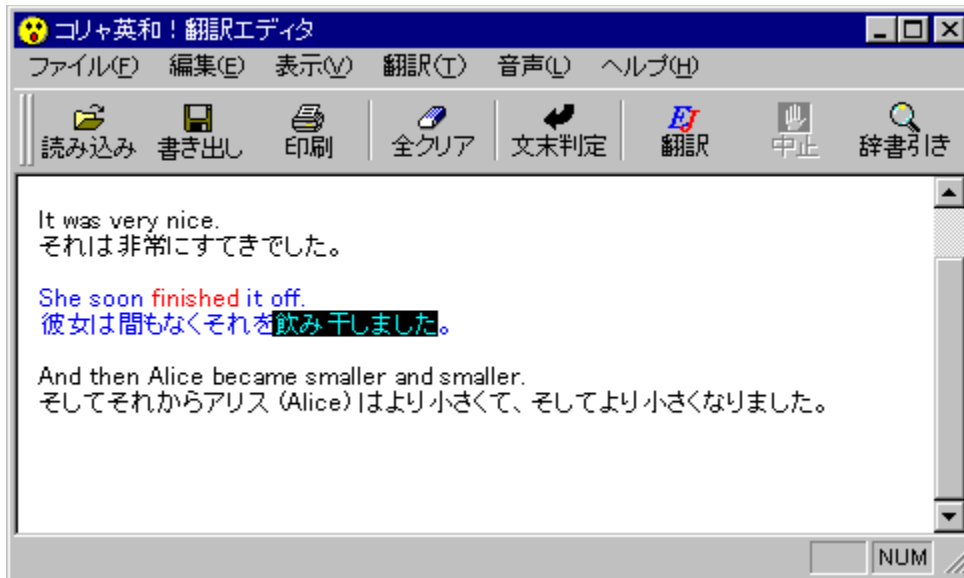 コリャ英和！翻訳エディタ
ファイル(F) 編集(E) 表示(V) 翻訳(T) 音声(L) ヘルプ(H)
読み込み 書き出し 印刷 全クリア 文末判定 EJ 翻訳 中止 辞書引き
It was very nice.
それは非常にすてきでした。
She soon finished it off.
彼女は間もなくそれを飲み干しました。
And then Alice became smaller and smaller.
そしてそれからアリス (Alice) はより小さくて、そしてより小さくなりました。
NUM